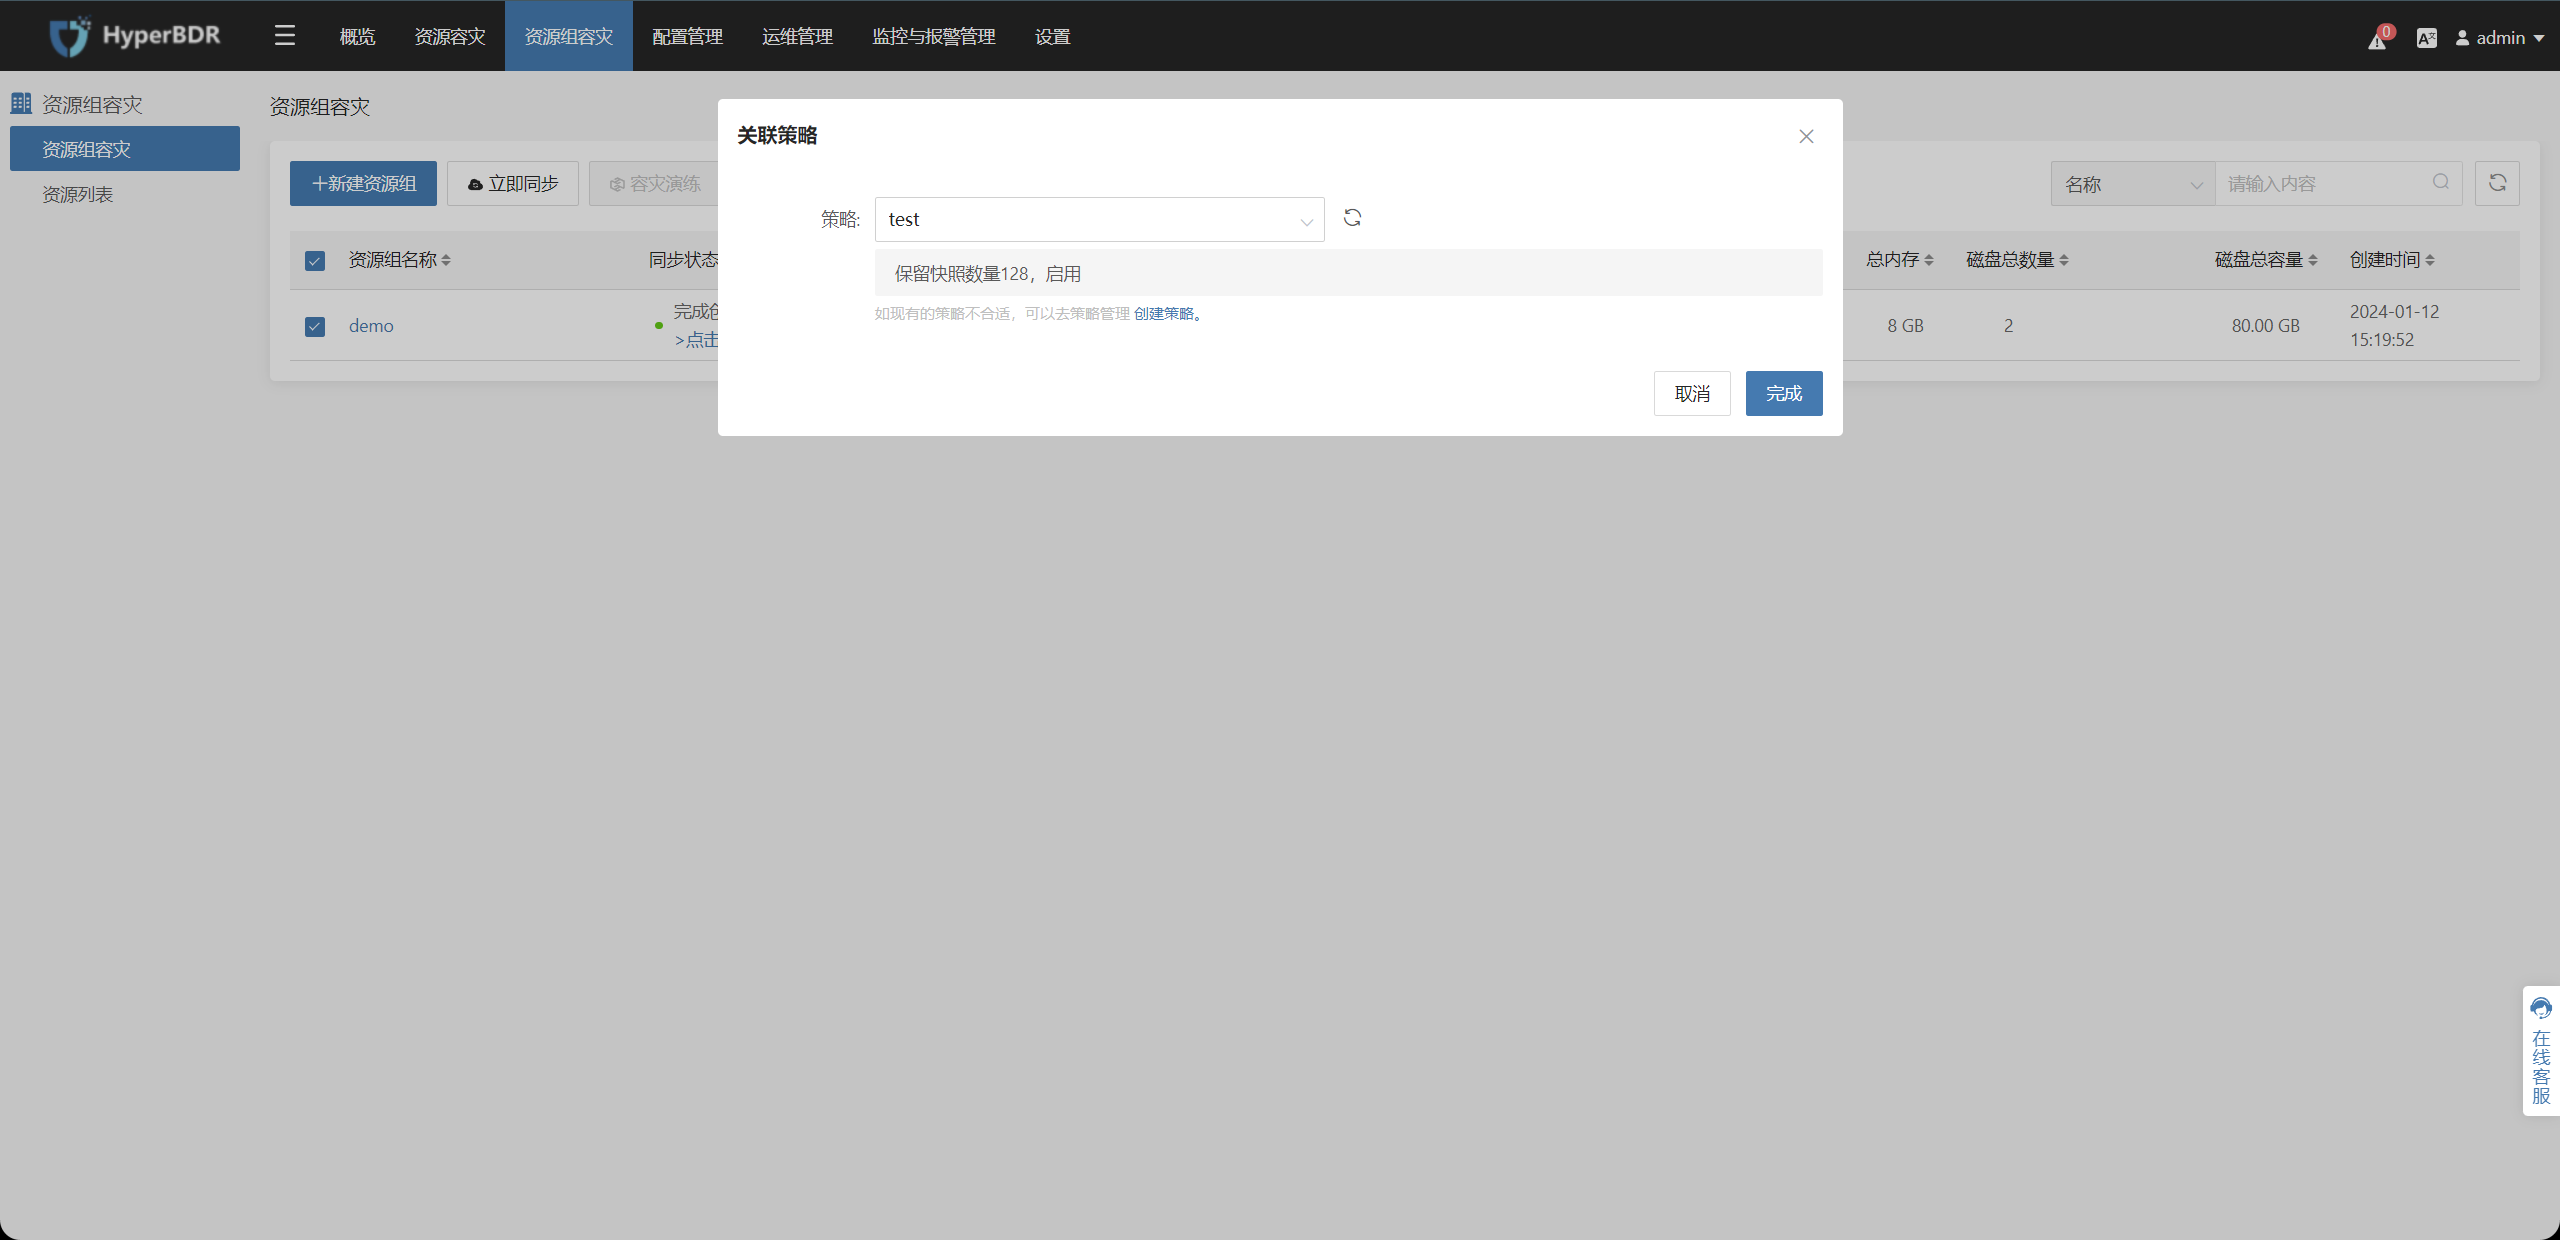 HyperBDR 概览 资源容灾 资源组容灾 配置管理 运维管理 监控与报警管理 设置 0 admin
资源组容灾
资源组容灾
资源列表
资源组容灾
新建资源组 立即同步 容灾演练 名称 请输入内容
资源组名称 同步状态 总内存 磁盘总数量 磁盘总容量 创建时间
demo 完成 8 GB 2 80.00 GB 2024-01-12
>点击 15:19:52
关联策略
策略: test
保留快照数量128，启用
如现有的策略不合适，可以去策略管理 创建策略。
取消 完成
在线客服